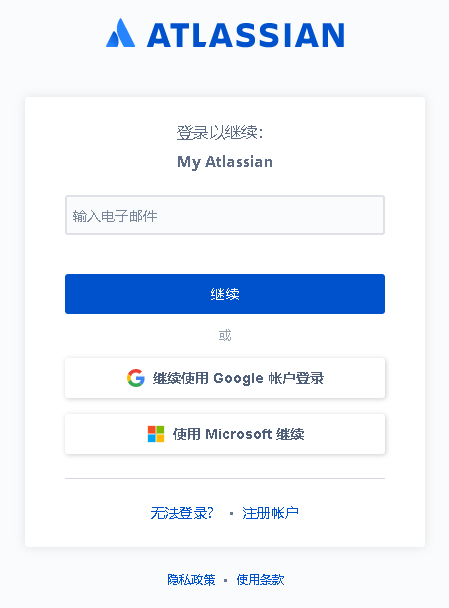 ATLASSIAN
登录以继续:
My Atlassian
输入电子邮件
继续
或
继续使用 Google 帐户登录
使用 Microsoft 继续
无法登录? • 注册帐户
隐私政策 • 使用条款